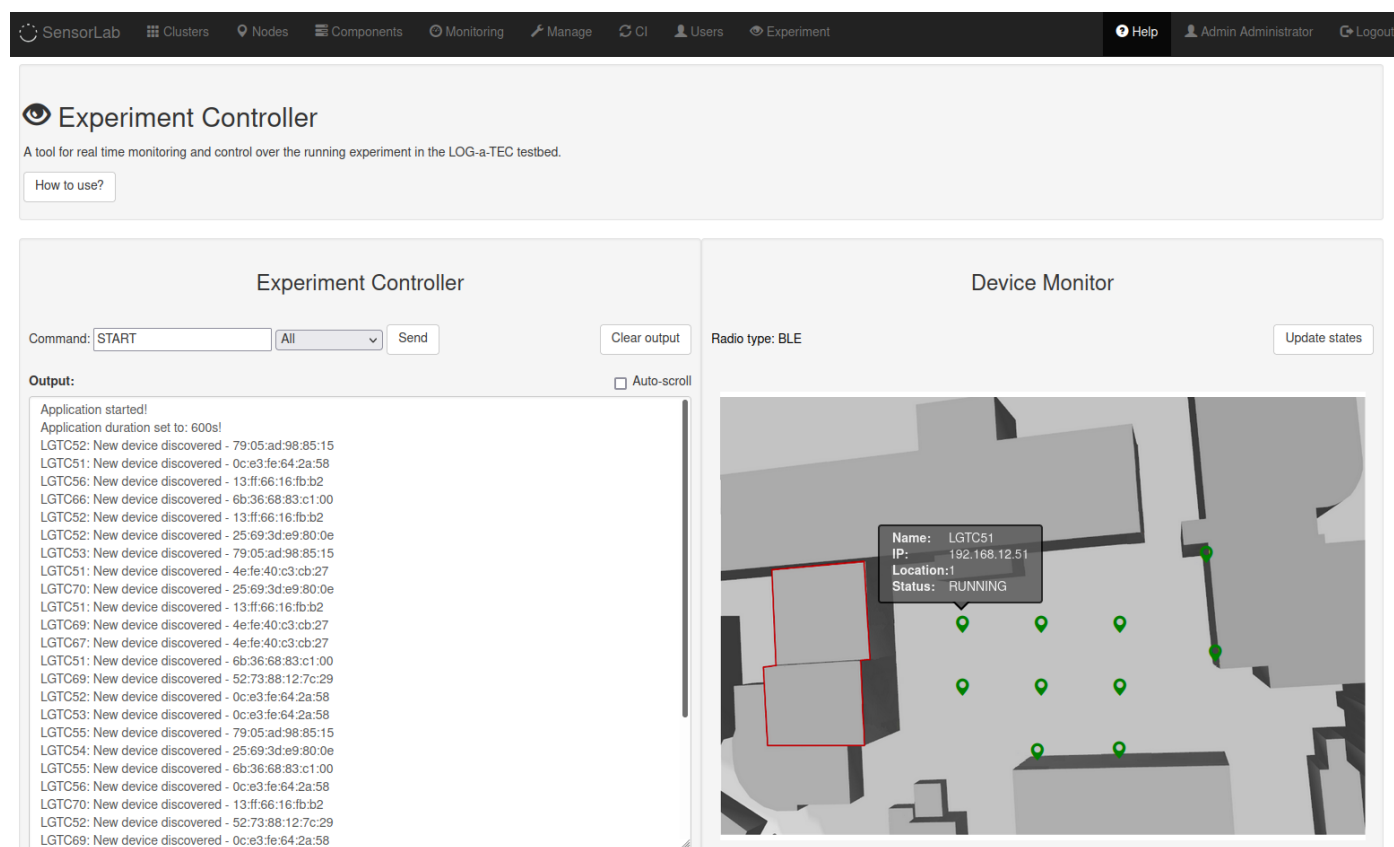 SensorLab Clusters Nodes Components Monitoring Manage CI Users Experiment Help Admin Administrator Logout
Experiment Controller
A tool for real time monitoring and control over the running experiment in the LOG-a-TEC testbed.
How to use?
Experiment Controller
Command: START All Send Clear output
Output: Auto-scroll
Application started!
Application duration set to: 600s!
LGTC52: New device discovered - 79:05:ad:98:85:15
LGTC51: New device discovered - 0c:e3:fe:64:2a:58
LGTC56: New device discovered - 13:ff:66:16:fb:b2
LGTC66: New device discovered - 6b:36:68:83:c1:00
LGTC52: New device discovered - 13:ff:66:16:fb:b2
LGTC52: New device discovered - 25:69:3d:e9:80:0e
LGTC53: New device discovered - 79:05:ad:98:85:15
LGTC51: New device discovered - 4e:fe:40:c3:cb:27
LGTC70: New device discovered - 25:69:3d:e9:80:0e
LGTC51: New device discovered - 13:ff:66:16:fb:b2
LGTC69: New device discovered - 4e:fe:40:c3:cb:27
LGTC67: New device discovered - 4e:fe:40:c3:cb:27
LGTC51: New device discovered - 6b:36:68:83:c1:00
LGTC69: New device discovered - 52:73:88:12:7c:29
LGTC52: New device discovered - 0c:e3:fe:64:2a:58
LGTC53: New device discovered - 0c:e3:fe:64:2a:58
LGTC55: New device discovered - 79:05:ad:98:85:15
LGTC54: New device discovered - 25:69:3d:e9:80:0e
LGTC55: New device discovered - 6b:36:68:83:c1:00
LGTC56: New device discovered - 0c:e3:fe:64:2a:58
LGTC70: New device discovered - 13:ff:66:16:fb:b2
LGTC52: New device discovered - 52:73:88:12:7c:29
LGTC69: New device discovered - 0c:e3:fe:64:2a:58
Device Monitor
Radio type: BLE Update states
Name: LGTC51
IP: 192.168.12.51
Location:1
Status: RUNNING